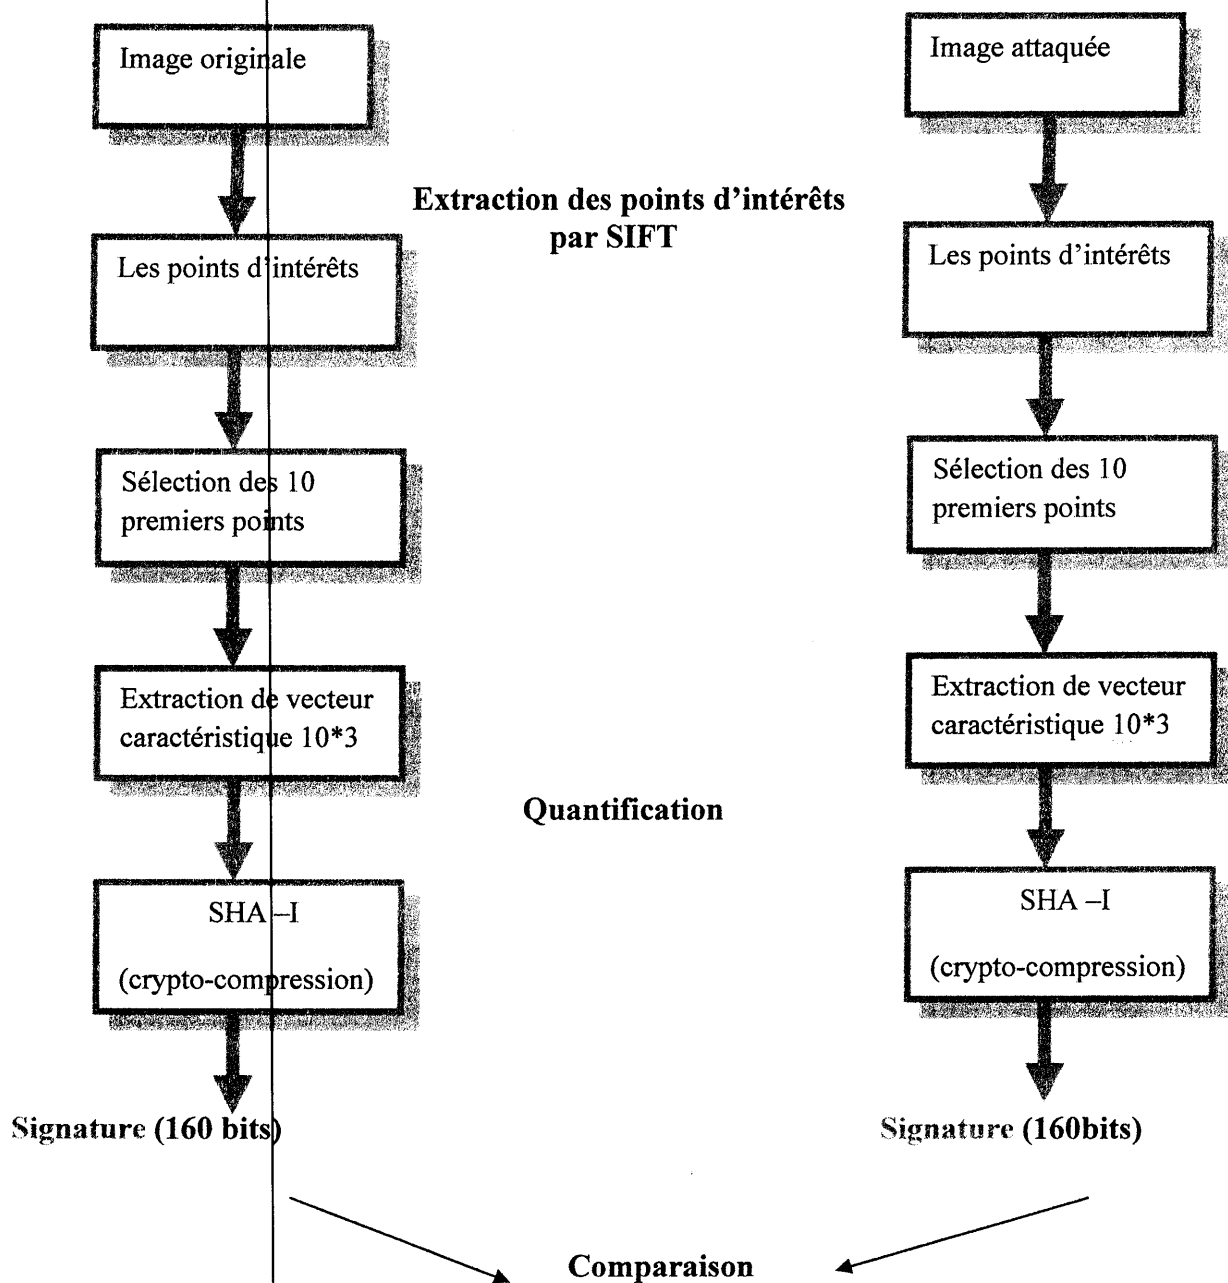 Image originale
Image attaquée
Extraction des points d'intérêts
par SIFT
Les points d'intérêts
Les points d'intérêts
Sélection des 10
premiers points
Sélection des 10
premiers points
Extraction de vecteur
caractéristique 10*3
Extraction de vecteur
caractéristique 10*3
Quantification
SHA –I
(crypto-compression)
SHA –I
(crypto-compression)
Signature (160 bits)
Signature (160bits)
Comparaison